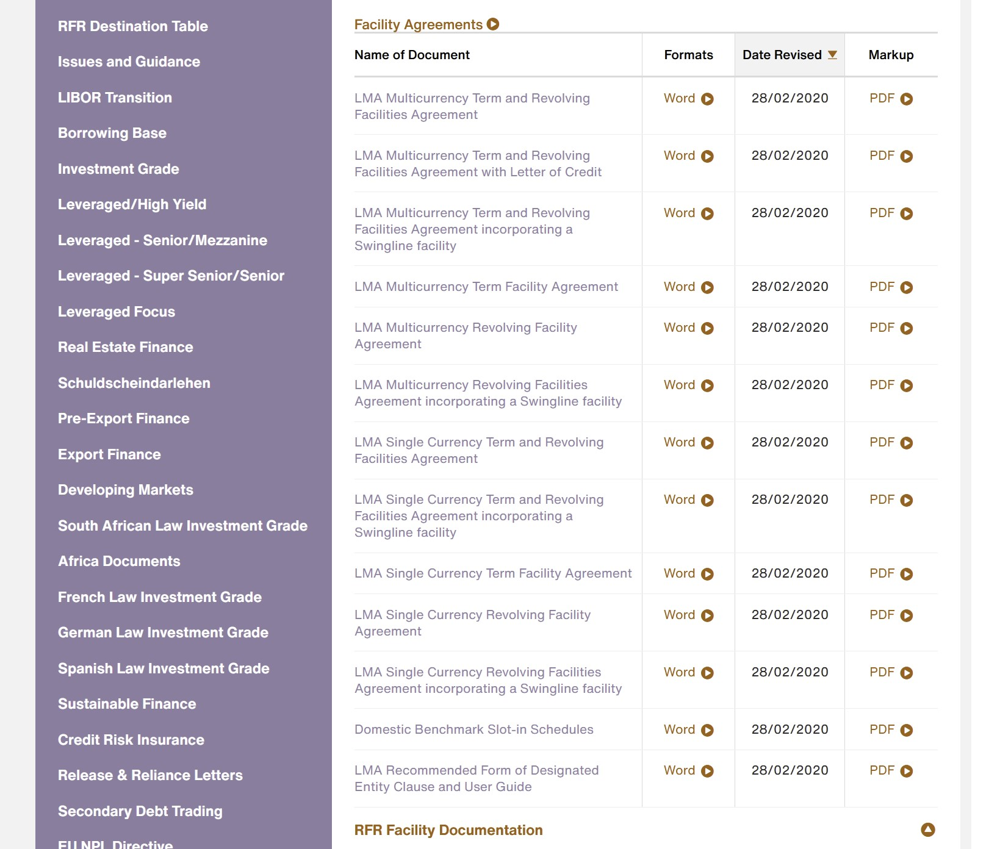 RFR Destination Table
Issues and Guidance
LIBOR Transition
Borrowing Base
Investment Grade
Leveraged/High Yield
Leveraged - Senior/Mezzanine
Leveraged - Super Senior/Senior
Leveraged Focus
Real Estate Finance
Schuldscheindarlehen
Pre-Export Finance
Export Finance
Developing Markets
South African Law Investment Grade
Africa Documents
French Law Investment Grade
German Law Investment Grade
Spanish Law Investment Grade
Sustainable Finance
Credit Risk Insurance
Release & Reliance Letters
Secondary Debt Trading
EU NPL Directive
Facility Agreements
Name of Document Formats Date Revised Markup
LMA Multicurrency Term and Revolving Word 28/02/2020 PDF
Facilities Agreement
LMA Multicurrency Term and Revolving Word 28/02/2020 PDF
Facilities Agreement with Letter of Credit
LMA Multicurrency Term and Revolving Word 28/02/2020 PDF
Facilities Agreement incorporating a
Swingline facility
LMA Multicurrency Term Facility Agreement Word 28/02/2020 PDF
LMA Multicurrency Revolving Facility Word 28/02/2020 PDF
Agreement
LMA Multicurrency Revolving Facilities Word 28/02/2020 PDF
Agreement incorporating a Swingline facility
LMA Single Currency Term and Revolving Word 28/02/2020 PDF
Facilities Agreement
LMA Single Currency Term and Revolving Word 28/02/2020 PDF
Facilities Agreement incorporating a
Swingline facility
LMA Single Currency Term Facility Agreement Word 28/02/2020 PDF
LMA Single Currency Revolving Facility Word 28/02/2020 PDF
Agreement
LMA Single Currency Revolving Facilities Word 28/02/2020 PDF
Agreement incorporating a Swingline facility
Domestic Benchmark Slot-in Schedules Word 28/02/2020 PDF
LMA Recommended Form of Designated Word 28/02/2020 PDF
Entity Clause and User Guide
RFR Facility Documentation